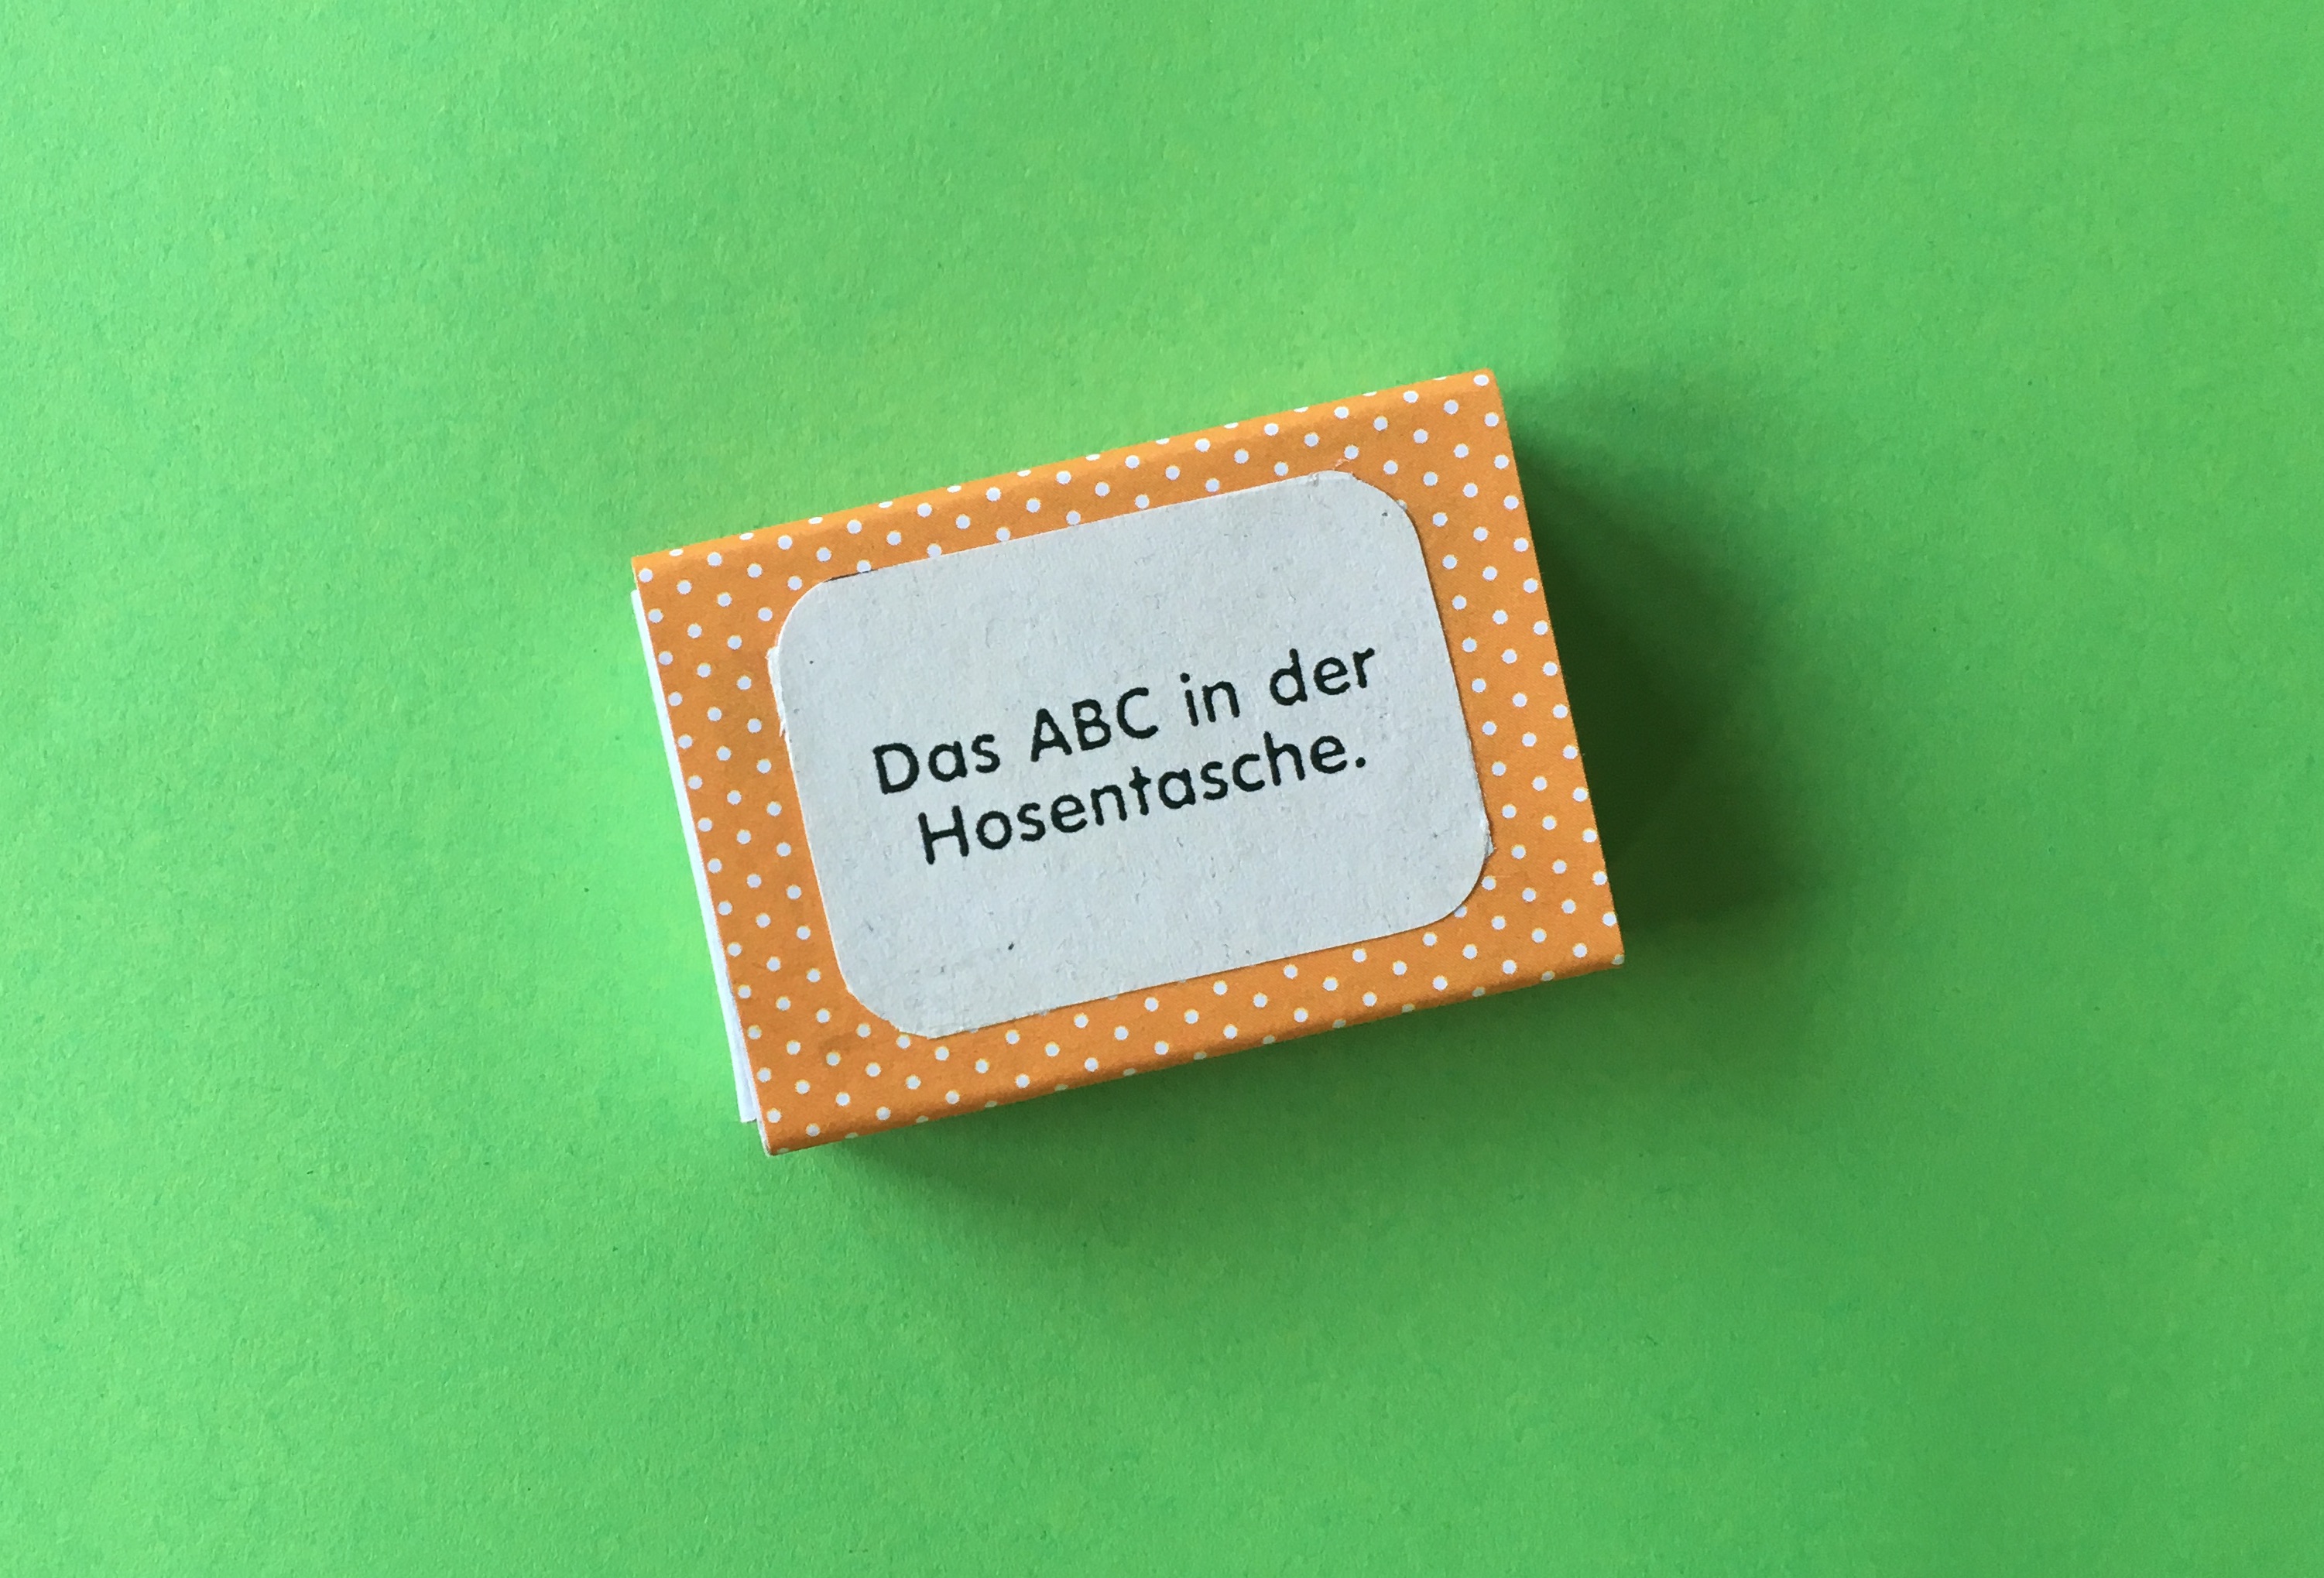 Das ABC in der
Hosentasche.